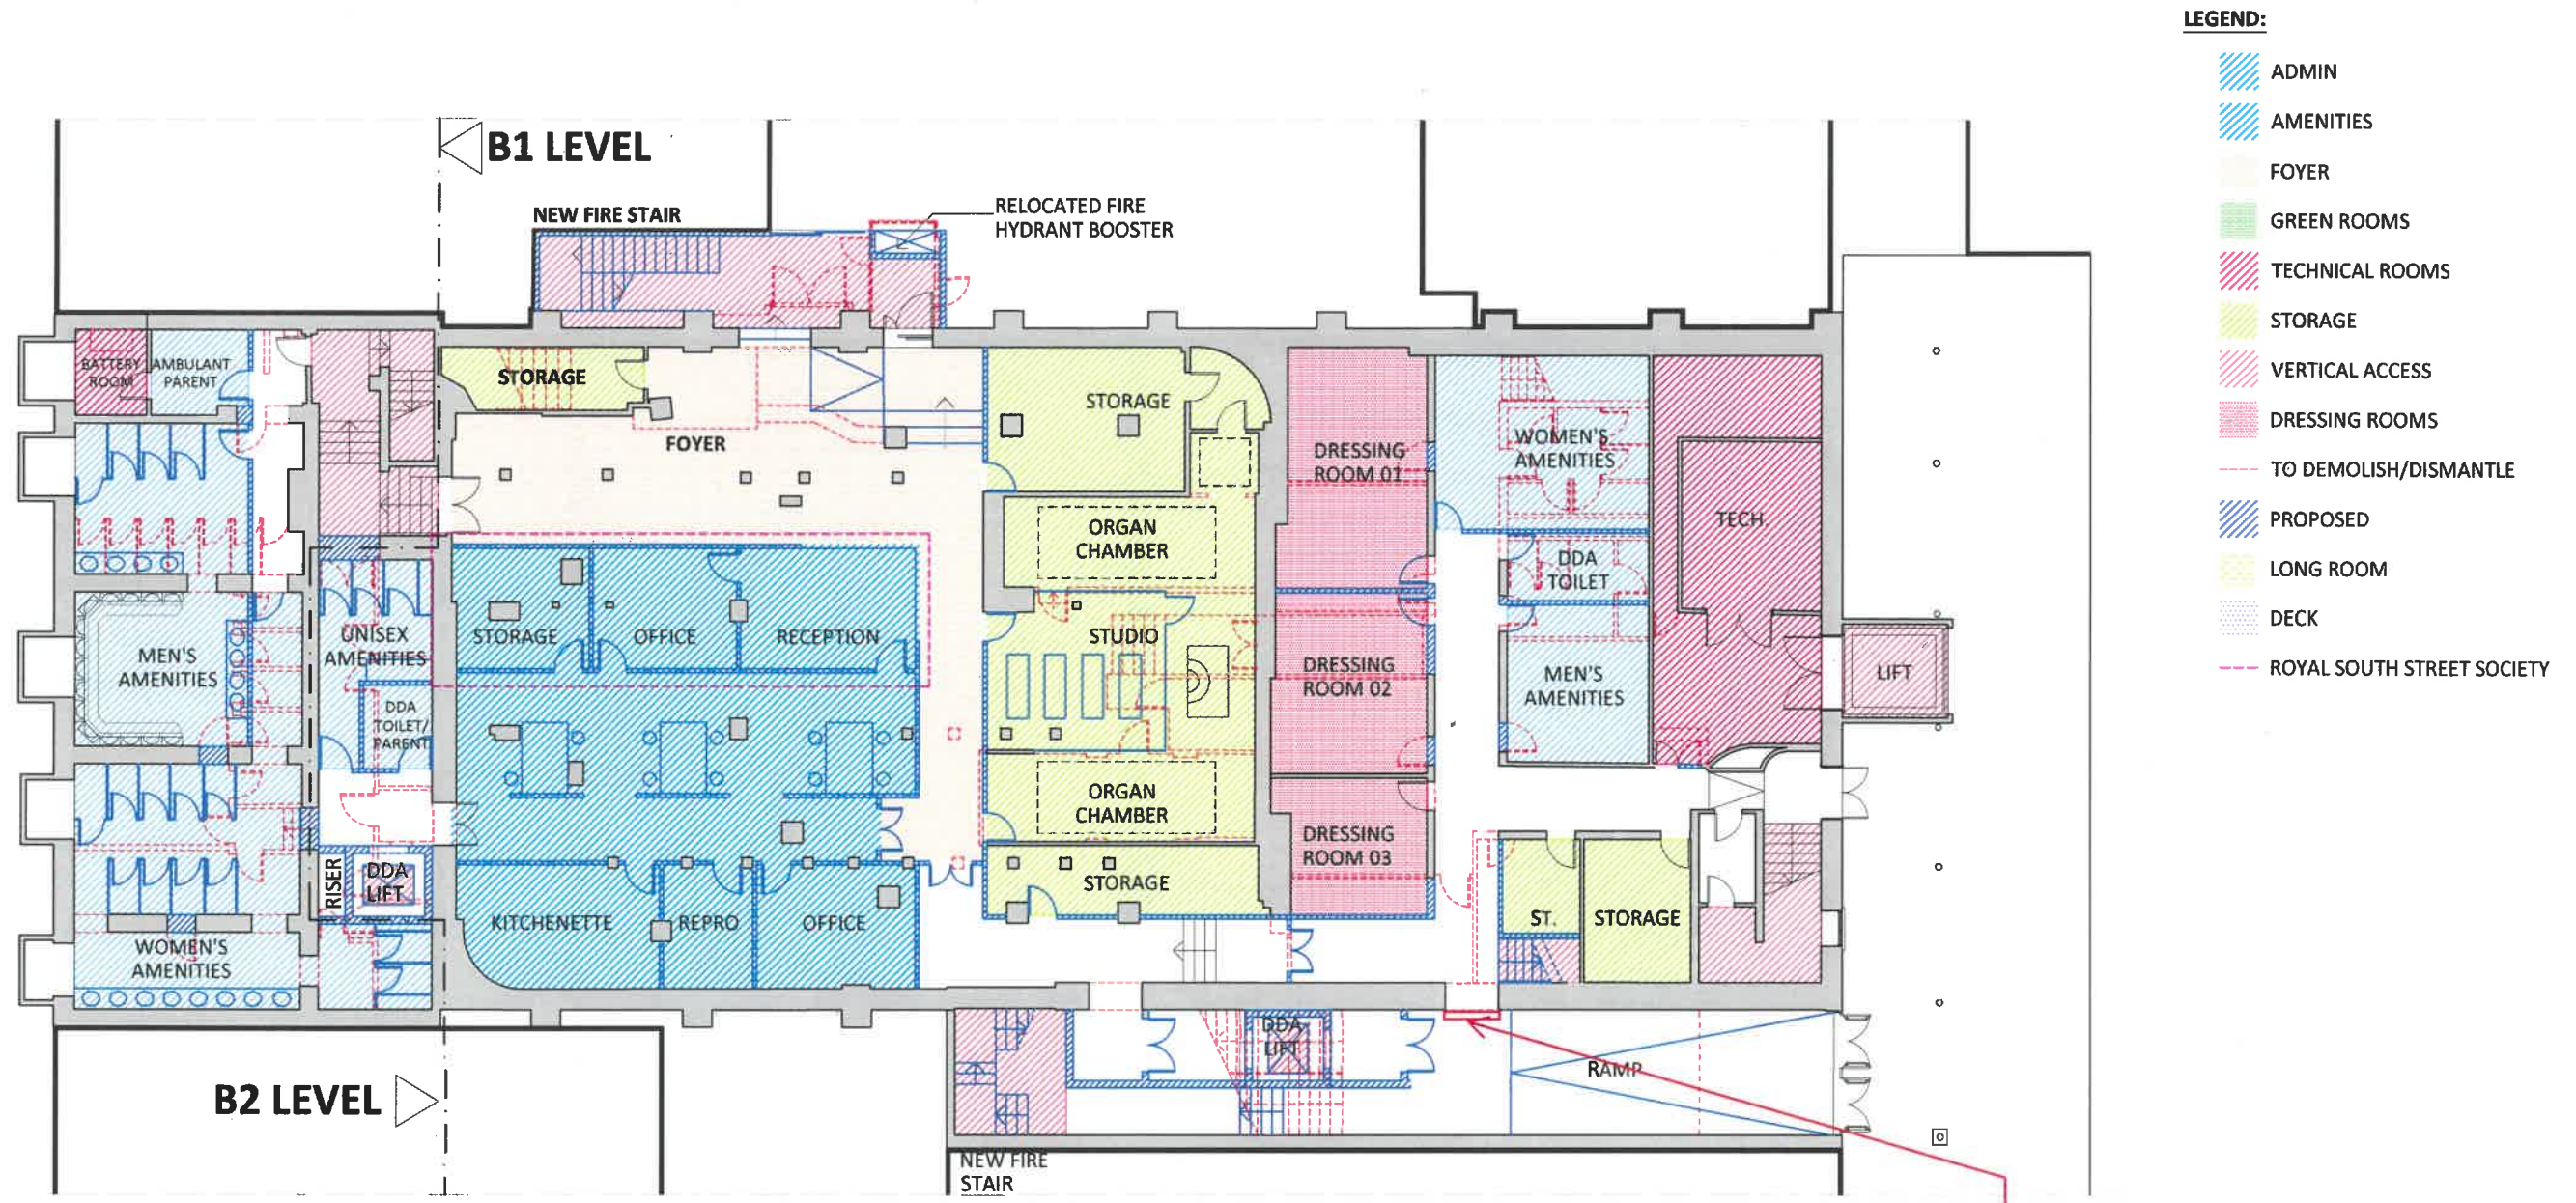 LEGEND:
ADMIN
AMENITIES
FOYER
GREEN ROOMS
TECHNICAL ROOMS
STORAGE
VERTICAL ACCESS
DRESSING ROOMS
TO DEMOLISH/DISMANTLE
PROPOSED
LONG ROOM
DECK
ROYAL SOUTH STREET SOCIETY
B1 LEVEL
NEW FIRE STAIR
RELOCATED FIRE
HYDRANT BOOSTER
BATTERY
ROOM
AMBULANT
PARENT
STORAGE
FOYER
STORAGE
DRESSING
ROOM 01
WOMEN'S
AMENITIES
TECH.
ORGAN
CHAMBER
DDA
TOILET
MEN'S
AMENITIES
UNISEX
AMENITIES
STORAGE
OFFICE
RECEPTION
STUDIO
DRESSING
ROOM 02
MEN'S
AMENITIES
LIFT
DDA
TOILET/
PARENT
ORGAN
CHAMBER
DRESSING
ROOM 03
RISER
DDA
LIFT
STORAGE
KITCHENETTE
REPRO
OFFICE
ST.
STORAGE
WOMEN'S
AMENITIES
DDA
LIFT
RAMP
B2 LEVEL
NEW FIRE
STAIR